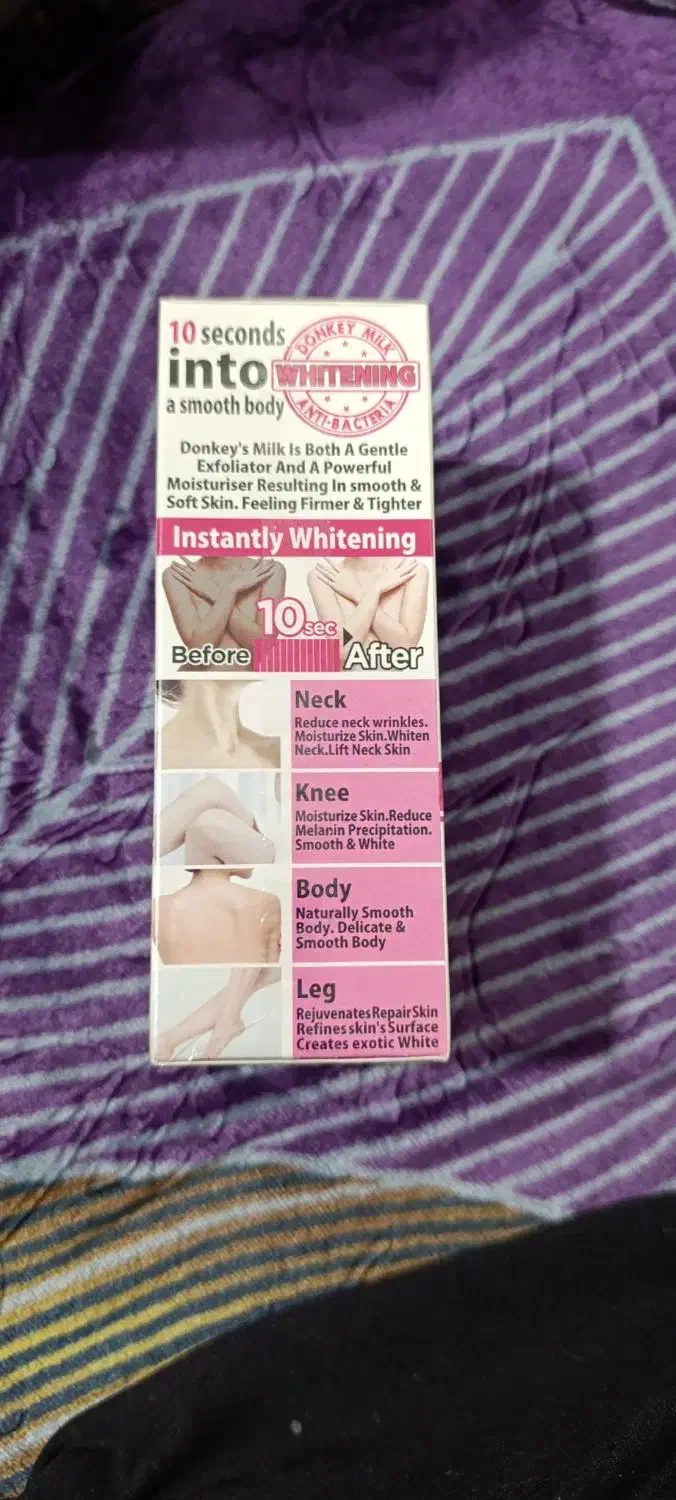 10 seconds
into
a smooth body
DONKEY MILK
WHITENING
ANTI-BACTERIA
Donkey's Milk Is Both A Gentle
Exfoliator And A Powerful
Moisturiser Resulting In smooth &
Soft Skin. Feeling Firmer & Tighter
Instantly Whitening
10sec
Before
After
Neck
Reduce neck wrinkles.
Moisturize Skin.Whiten
Neck.Lift Neck Skin
Knee
Moisturize Skin.Reduce
Melanin Precipitation.
Smooth & White
Body
Naturally Smooth
Body. Delicate &
Smooth Body
Leg
Rejuvenates Repair Skin
Refines skin's Surface
Creates exotic White